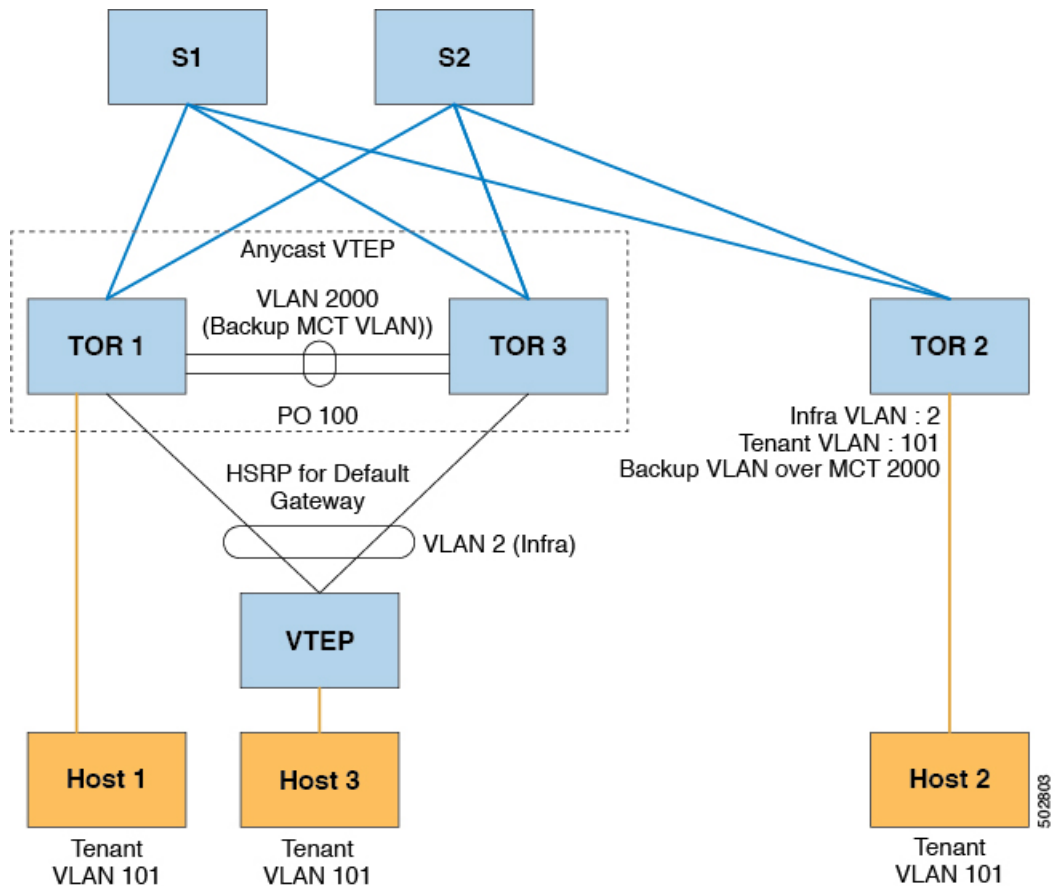 S1
S2
Anycast VTEP
VLAN 2000
(Backup MCT VLAN))
TOR 1
TOR 3
TOR 2
PO 100
Infra VLAN : 2
Tenant VLAN : 101
Backup VLAN over MCT 2000
HSRP for Default
Gateway
VLAN 2 (Infra)
VTEP
Host 1
Host 3
Host 2
Tenant
VLAN 101
Tenant
VLAN 101
Tenant
VLAN 101
502803